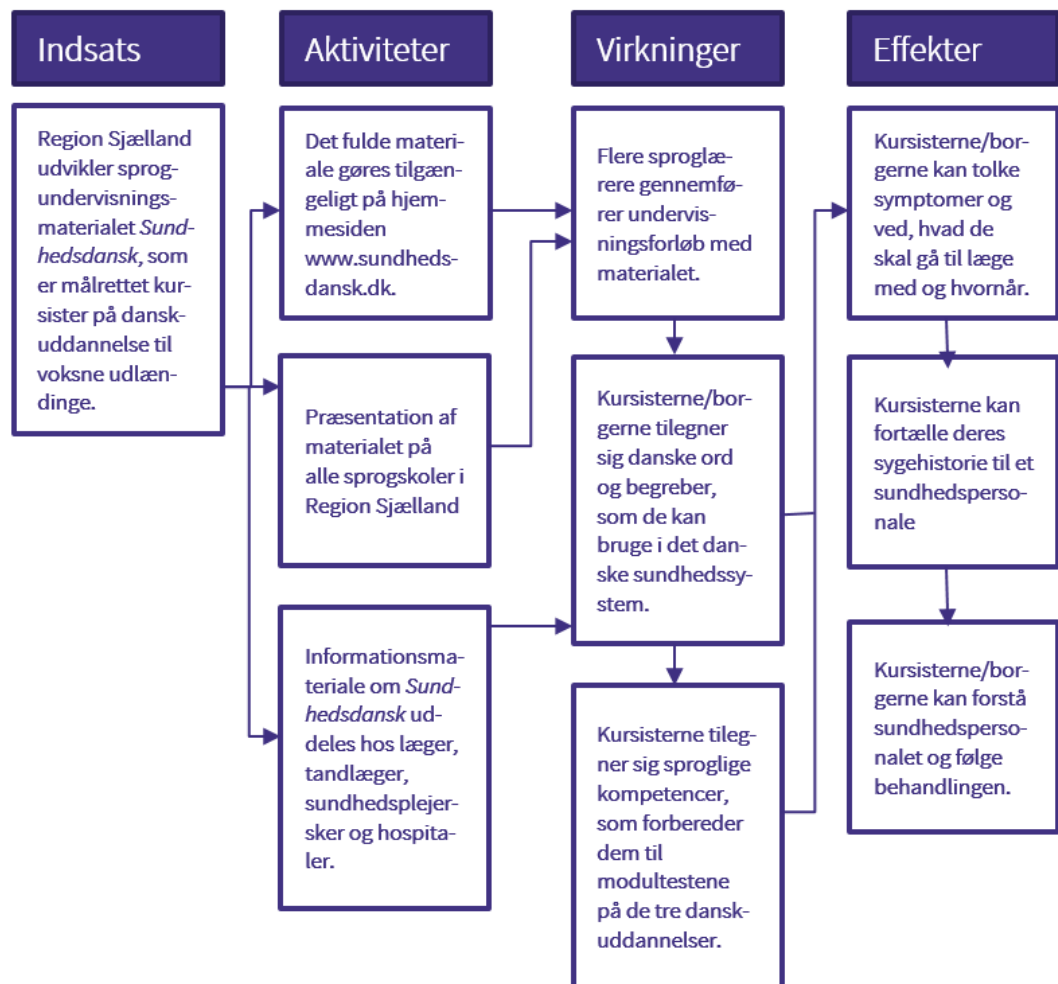 Indsats
Region Sjælland
udvikler sprog-
undervisnings-
materialet Sund-
hedsdansk, som
er målrettet kur-
sister på dansk-
uddannelse til
voksne udlæn-
dinge.
Aktiviteter
Det fulde materi-
ale gøres tilgæn-
geligt på hjem-
mesiden
www.sundheds-
dansk.dk.
Præsentation af
materialet på
alle sprogskoler i
Region Sjælland
Informationsma-
teriale om Sund-
hedsdansk ud-
deles hos læger,
tandlæger,
sundhedsplejer-
sker og hospita-
ler.
Virkninger
Flere sproglæ-
rere gennemfø-
rer undervis-
ningsforløb med
materialet.
Kursisterne/bor-
gerne tilegner
sig danske ord
og begreber,
som de kan
bruge i det dan-
ske sundhedssy-
stem.
Kursisterne tileg-
ner sig sproglige
kompetencer,
som forbereder
dem til
modultestene
på de tre dansk-
uddannelser.
Effekter
Kursisterne/bor-
gerne kan tolke
symptomer og
ved, hvad de
skal gå til læge
med og hvornår.
Kursisterne kan
fortælle deres
sygehistorie til et
sundhedsperso-
nale
Kursisterne/bor-
gerne kan forstå
sundhedsperso-
nalet og følge
behandlingen.